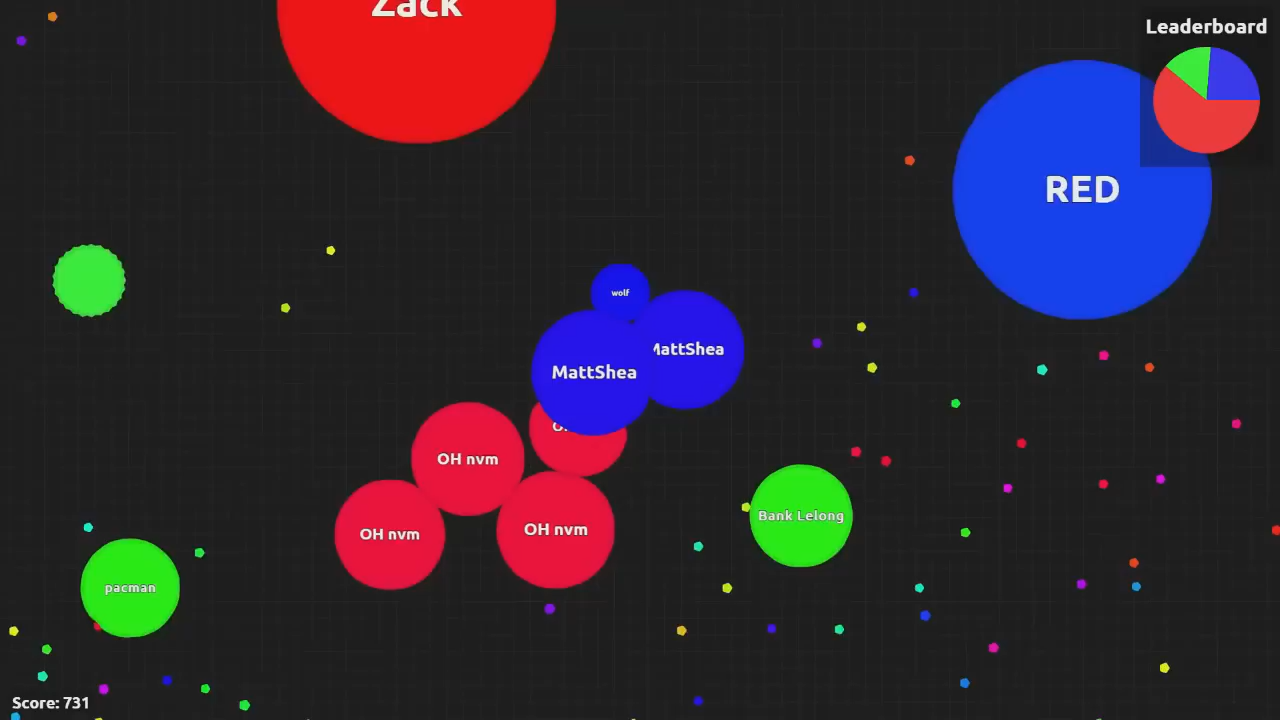 Zack
Leaderboard
RED
wolf
MattShea
MattShea
OH nvm
OH nvm
OH nvm
Bank Lelong
pacman
Score: 731